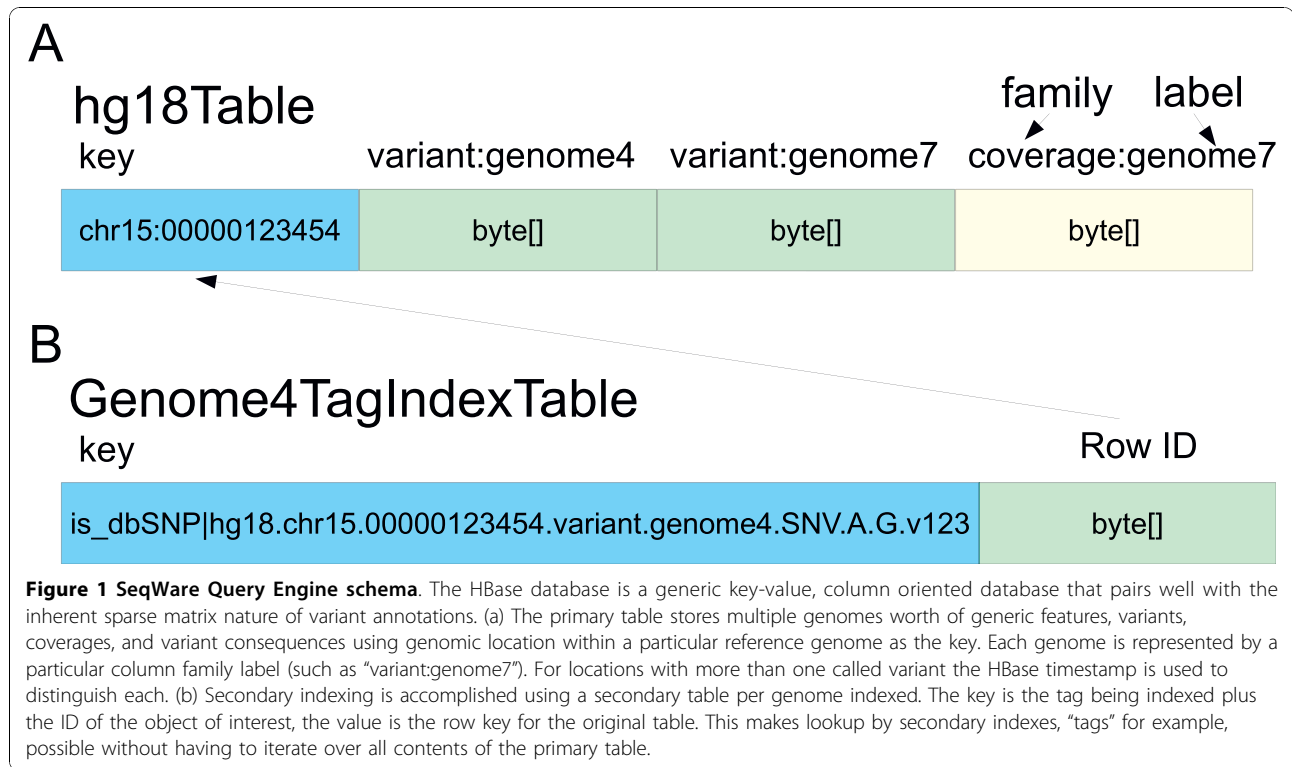 A
hg18Table
family label
key variant:genome4 variant:genome7 coverage:genome7
chr15:00000123454 byte[] byte[] byte[]
B
Genome4TagIndexTable
key Row ID
is_dbSNP|hg18.chr15.00000123454.variant.genome4.SNV.A.G.v123 byte[]
Figure 1 SeqWare Query Engine schema. The HBase database is a generic key-value, column oriented database that pairs well with the
inherent sparse matrix nature of variant annotations. (a) The primary table stores multiple genomes worth of generic features, variants,
coverages, and variant consequences using genomic location within a particular reference genome as the key. Each genome is represented by a
particular column family label (such as “variant:genome7”). For locations with more than one called variant the HBase timestamp is used to
distinguish each. (b) Secondary indexing is accomplished using a secondary table per genome indexed. The key is the tag being indexed plus
the ID of the object of interest, the value is the row key for the original table. This makes lookup by secondary indexes, “tags” for example,
possible without having to iterate over all contents of the primary table.